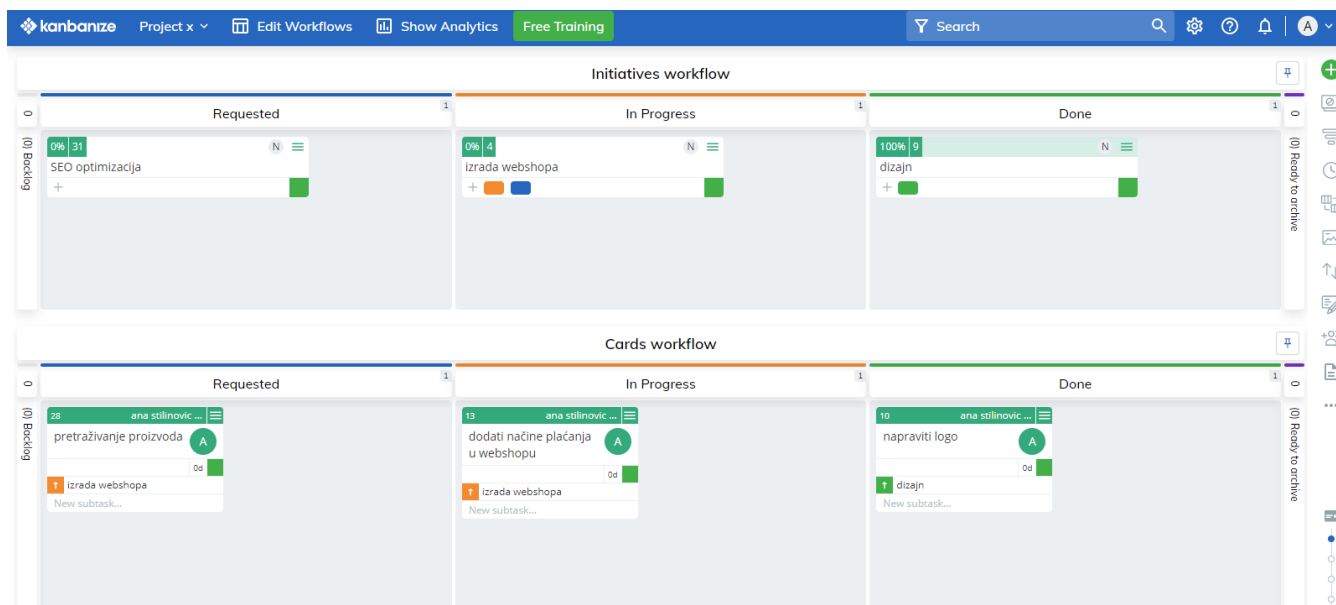 kanbanize Project x Edit Workflows Show Analytics Free Training Search A
Initiatives workflow
0 Requested 1 In Progress 1 Done 1 0
(0) Backlog
(0) Ready to archive
0% 31 N
SEO optimizacija
+
0% 4 N
izrada webshopa
+
100% 9 N
dizajn
+
Cards workflow
0 Requested 1 In Progress 1 Done 1 0
(0) Backlog
(0) Ready to archive
28 ana stilinovic ...
pretraživanje proizvoda A
0d
izrada webshopa
New subtask...
13 ana stilinovic ...
dodati načine plaćanja A
u webshopu
0d
izrada webshopa
New subtask...
10 ana stilinovic ...
napraviti logo A
0d
dizajn
New subtask...